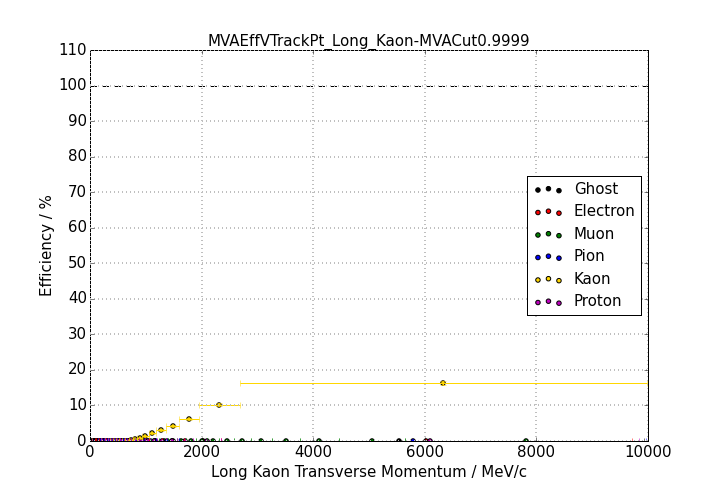 MVAEffVTrackPt_Long_Kaon-MVACut0.9999
110
100
90
80
70
60
50
40
30
20
10
0
Efficiency / %
Ghost
Electron
Muon
Pion
Kaon
Proton
0 2000 4000 6000 8000 10000
Long Kaon Transverse Momentum / MeV/c